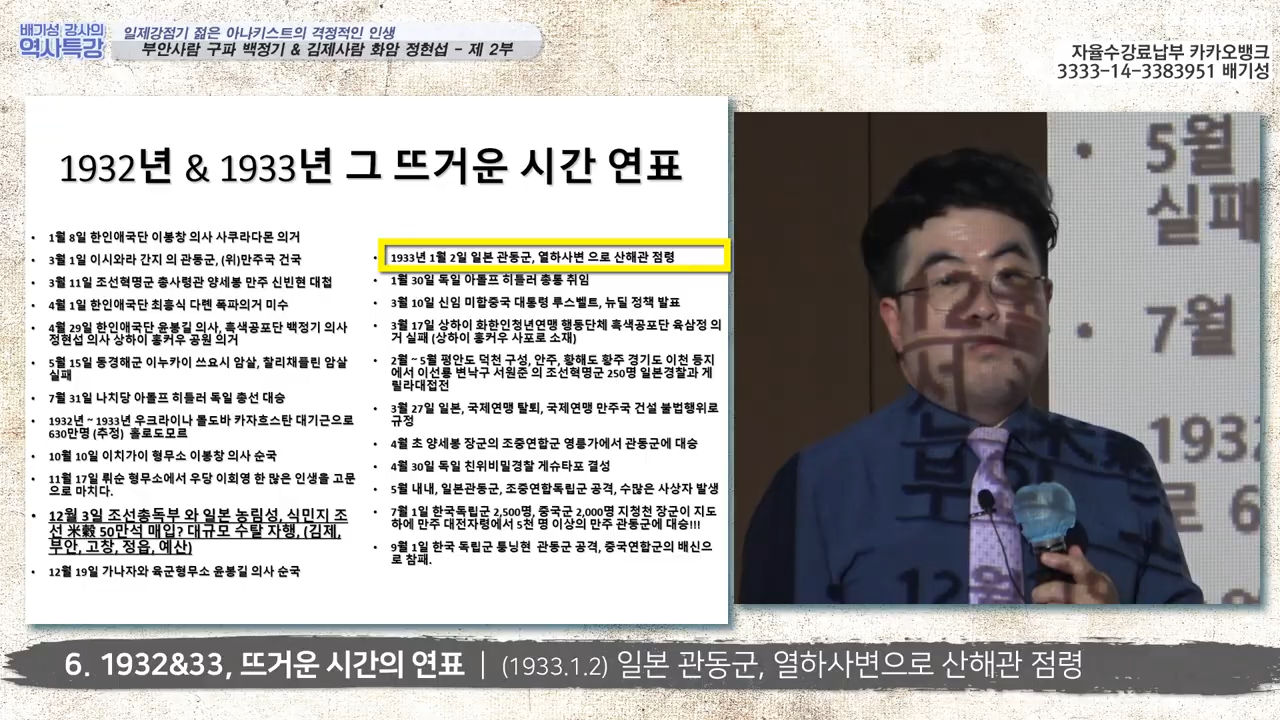 배기성 강사의
역사특강
일제강점기 젊은 아나키스트의 격정적인 인생
부안사람 구파 백정기 & 김제사람 화암 정현섭 - 제 2부
자율수강료납부 카카오뱅크
3333-14-3383951 배기성
1932년 & 1933년 그 뜨거운 시간 연표
• 1월 8일 한인애국단 이봉창 의사 사쿠라다몬 의거
• 3월 1일 이시와라 간지 의 관동군, (위)만주국 건국
• 3월 11일 조선혁명군 총사령관 양세봉 만주 신빈현 대첩
• 4월 1일 한인애국단 최흥식 다롄 폭파의거 미수
• 4월 29일 한인애국단 윤봉길 의사, 흑색공포단 백정기 의사
정현섭 의사 상하이 홍커우 공원 의거
• 5월 15일 동경해군 이누카이 쓰요시 암살, 찰리채플린 암살
실패
• 7월 31일 나치당 아돌프 히틀러 독일 총선 대승
• 1932년 ~ 1933년 우크라이나 몰도바 카자흐스탄 대기근으로
630만명 (추정) 홀로도모르
• 10월 10일 이치가이 형무소 이봉창 의사 순국
• 11월 17일 뤼순 형무소에서 우당 이회영 한 많은 인생을 고문
으로 마치다.
• 12월 3일 조선총독부 와 일본 농림성, 식민지 조
선 米穀 50만석 매입? 대규모 수탈 자행, (김제,
부안, 고창, 정읍, 예산)
• 12월 19일 가나자와 육군형무소 윤봉길 의사 순국
• 1933년 1월 2일 일본 관동군, 열하사변 으로 산해관 점령
• 1월 30일 독일 아돌프 히틀러 총통 취임
• 3월 10일 신임 미합중국 대통령 루스벨트, 뉴딜 정책 발표
• 3월 17일 상하이 화한인청년연맹 행동단체 흑색공포단 육삼정 의
거 실패 (상하이 홍커우 사포로 소재)
• 2월 ~ 5월 평안도 덕천 구성, 안주, 황해도 황주 경기도 이천 등지
에서 이선룡 변낙구 서원준 의 조선혁명군 250명 일본경찰과 게
릴라대접전
• 3월 27일 일본, 국제연맹 탈퇴, 국제연맹 만주국 건설 불법행위로
규정
• 4월 초 양세봉 장군의 조중연합군 영릉가에서 관동군에 대승
• 4월 30일 독일 친위비밀경찰 게슈타포 결성
• 5월 내내, 일본관동군, 조중연합독립군 공격, 수많은 사상자 발생
• 7월 1일 한국독립군 2,500명, 중국군 2,000명 지청천 장군이 지도
하에 만주 대전자령에서 5천 명 이상의 만주 관동군에 대승!!!
• 9월 1일 한국 독립군 퉁닝현 관동군 공격, 중국연합군의 배신으
로 참패.
• 5월
실패
• 7월
193
로 6
12월
6. 1932&33, 뜨거운 시간의 연표 | (1933.1.2) 일본 관동군, 열하사변으로 산해관 점령